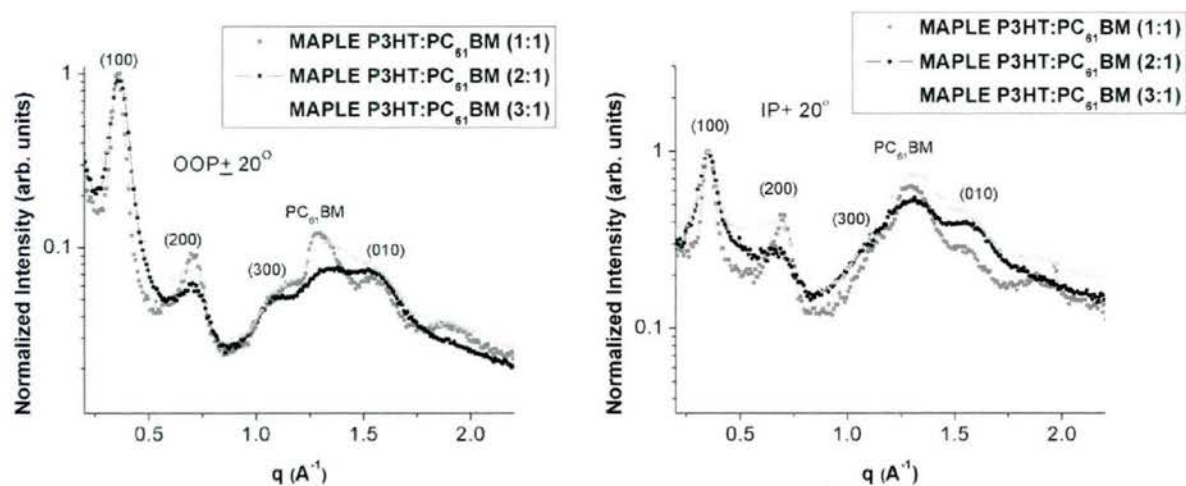 MAPLE P3HT:PC61BM (1:1)
MAPLE P3HT:PC61BM (2:1)
MAPLE P3HT:PC61BM (3:1)
(100)
OOP± 20°
PC61BM
(200)
(300)
(010)
1
0.1
0.5
1.0
1.5
2.0
Normalized Intensity (arb. units)
q (A-1)
MAPLE P3HT:PC61BM (1:1)
MAPLE P3HT:PC61BM (2:1)
MAPLE P3HT:PC61BM (3:1)
IP+ 20°
(100)
PC61BM
(200)
(300)
(010)
1
0.1
0.5
1.0
1.5
2.0
Normalized Intensity (arb. units)
q (A-1)